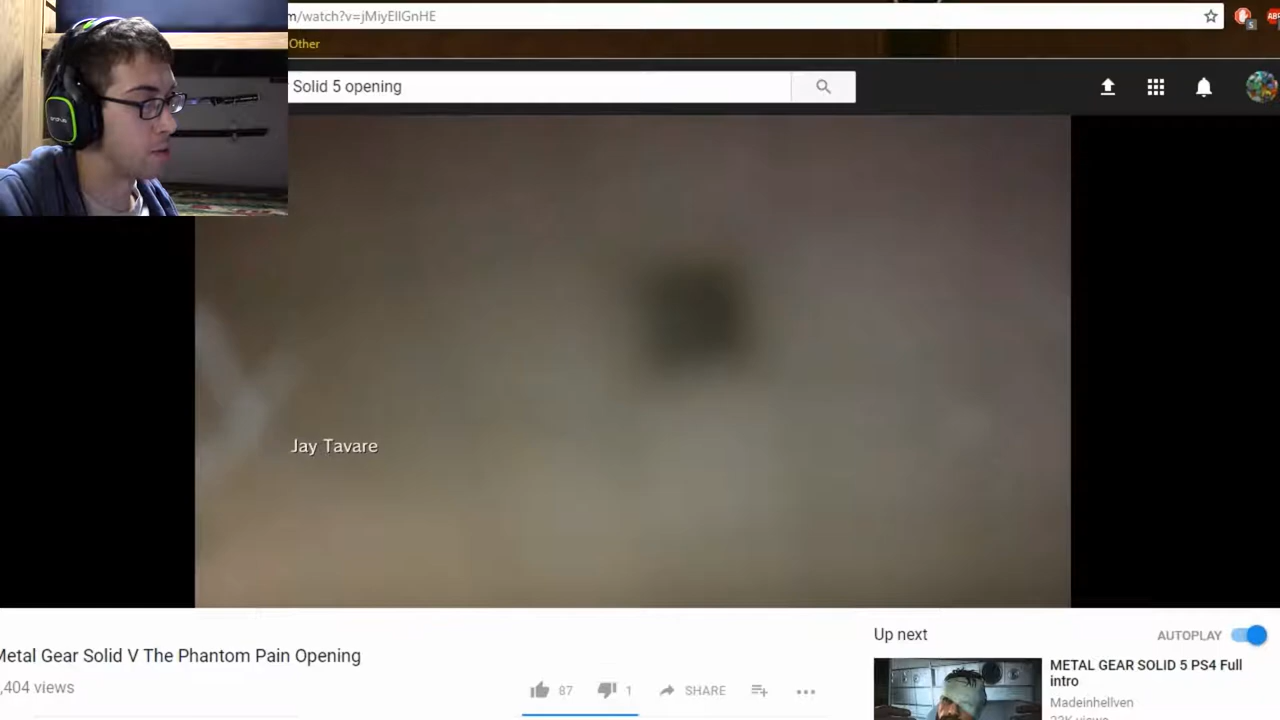 m/watch?v=jMiyEIlGnHE
Other
Solid 5 opening
Jay Tavare
Metal Gear Solid V The Phantom Pain Opening
,404 views
87
1
SHARE
Up next
AUTOPLAY
METAL GEAR SOLID 5 PS4 Full
intro
Madeinhellven